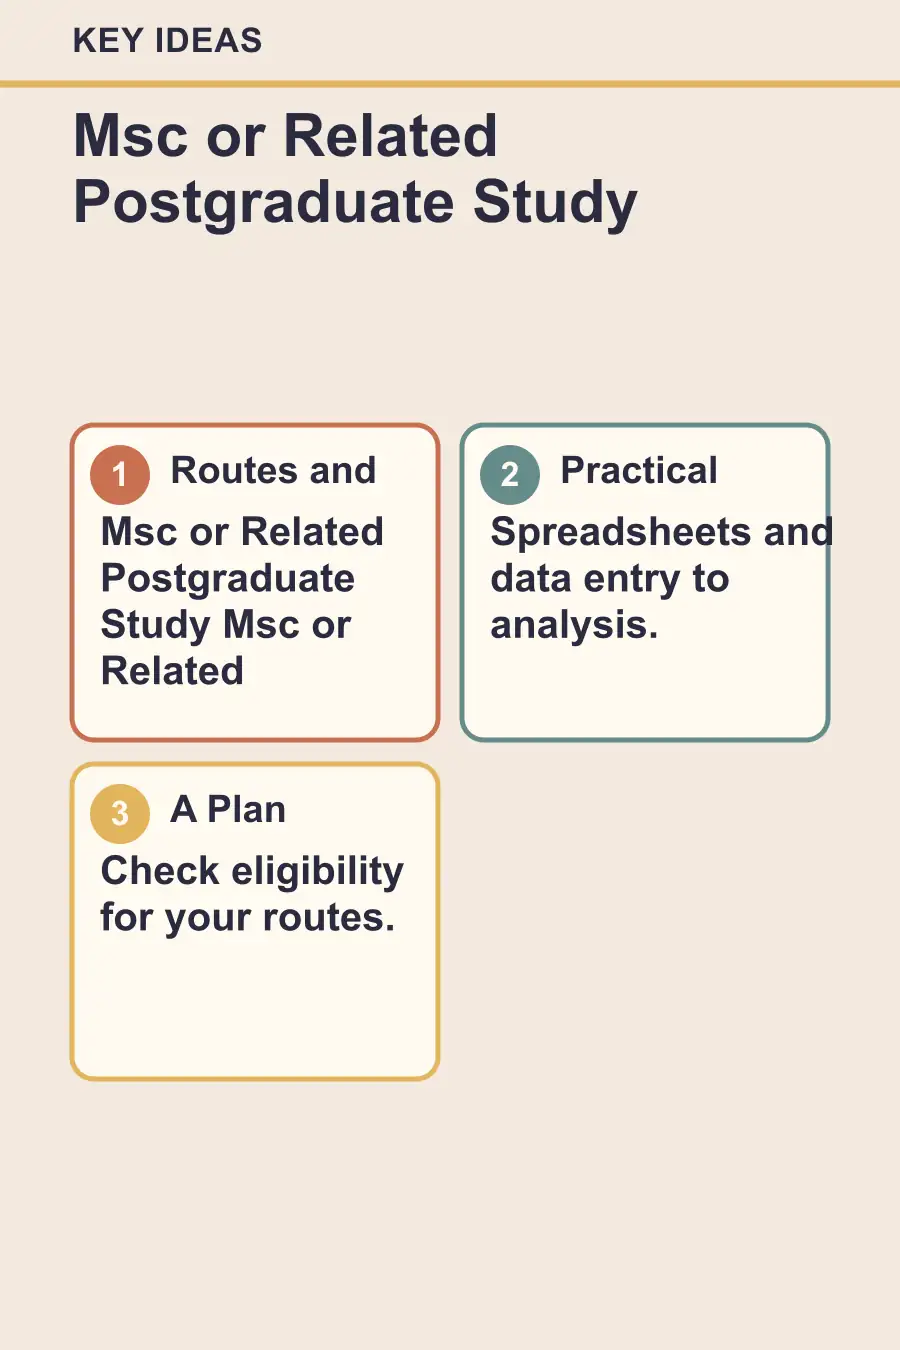 KEY IDEAS
Msc or Related
Postgraduate Study
1 Routes and
Msc or Related
Postgraduate
Study Msc or
Related
2 Practical
Spreadsheets and
data entry to
analysis.
3 A Plan
Check eligibility
for your routes.